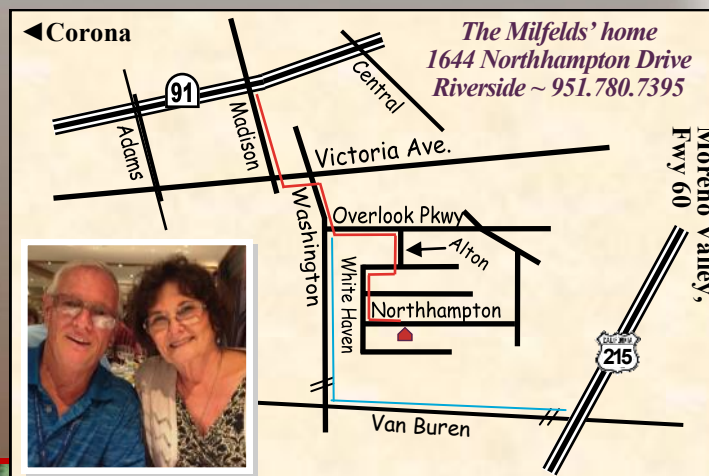 ◄Corona
The Milfelds’ home
1644 Northhampton Drive
Riverside ~ 951.780.7395
91
Central
Adams
Madison
Victoria Ave.
Moreno Valley,
Fwy 60
Washington
Overlook Pkwy
Alton
White Haven
Northhampton
CALIFORNIA
215
Van Buren